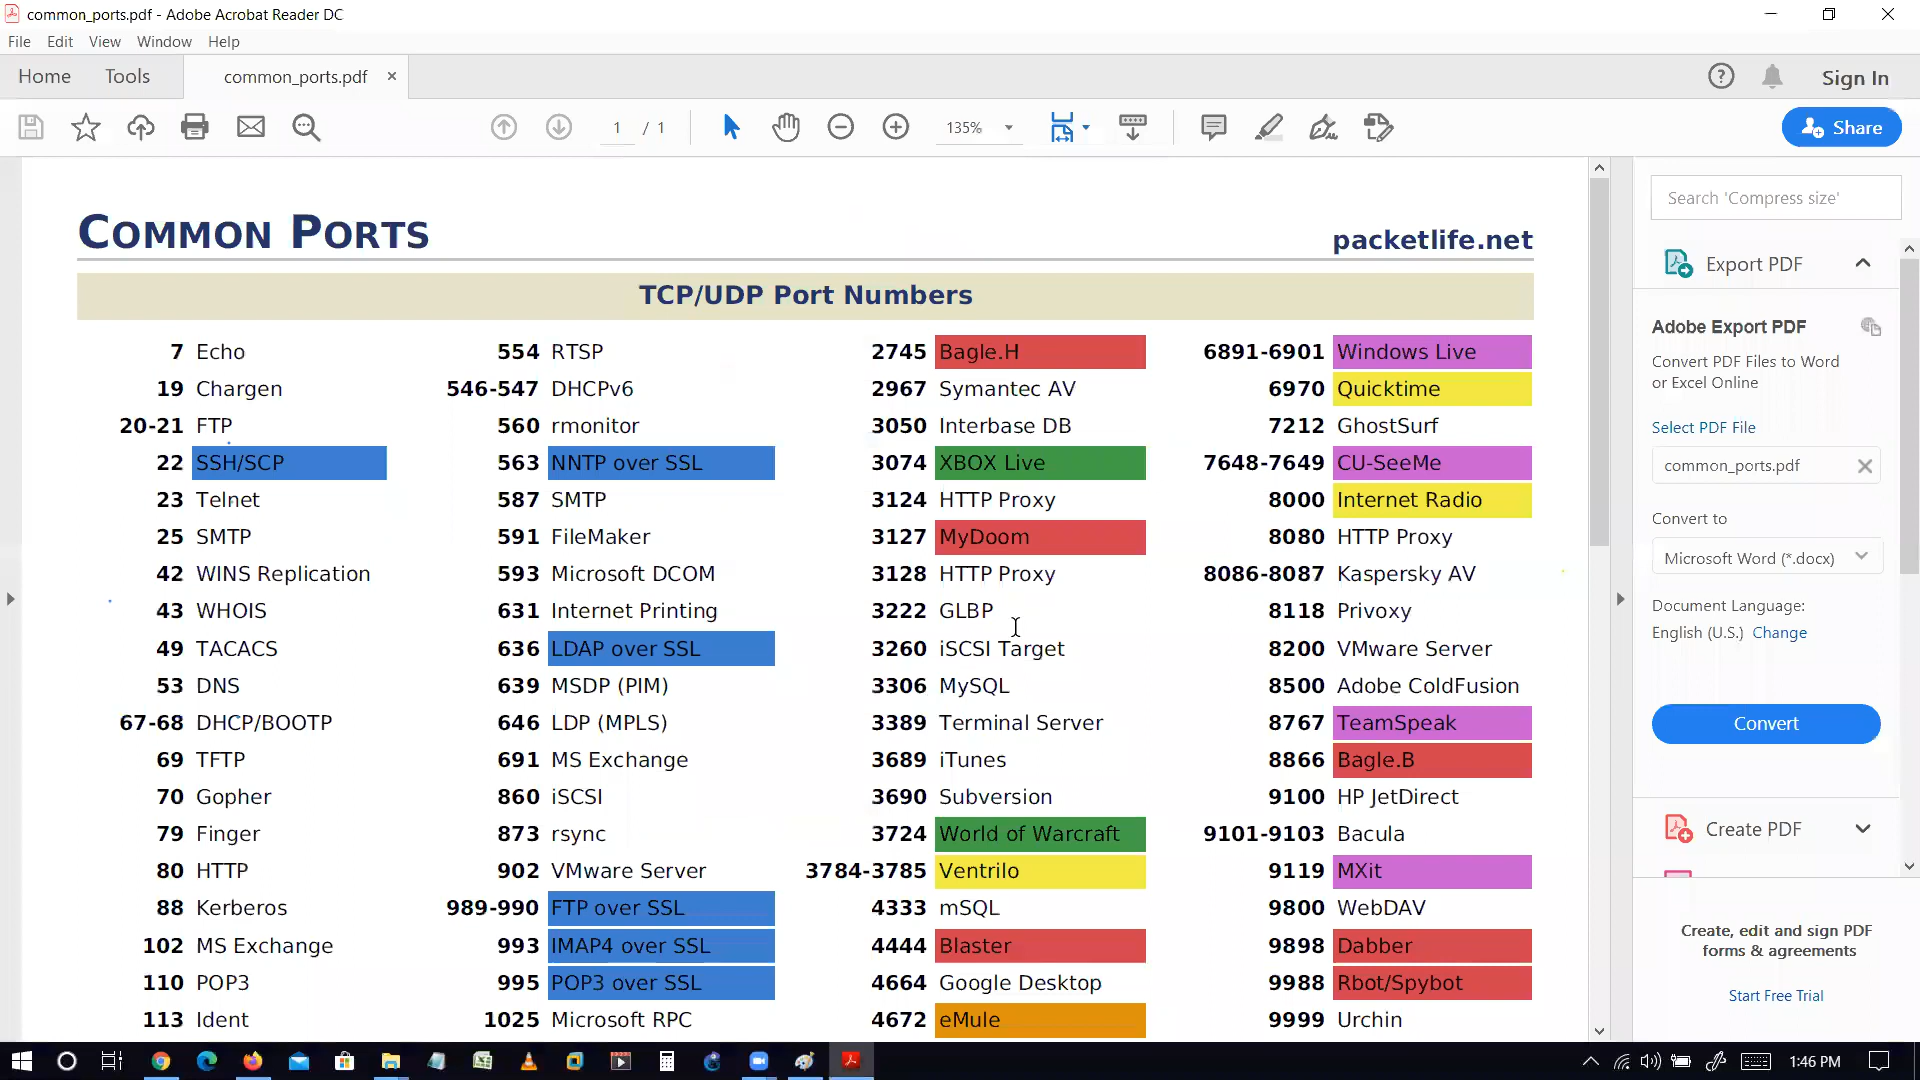 common_ports.pdf - Adobe Acrobat Reader DC
File Edit View Window Help
Home Tools common_ports.pdf × Sign In
1 / 1 135% Share
COMMON PORTS packetlife.net
TCP/UDP Port Numbers
7 Echo
19 Chargen
20-21 FTP
22 SSH/SCP
23 Telnet
25 SMTP
42 WINS Replication
43 WHOIS
49 TACACS
53 DNS
67-68 DHCP/BOOTP
69 TFTP
70 Gopher
79 Finger
80 HTTP
88 Kerberos
102 MS Exchange
110 POP3
113 Ident
554 RTSP
546-547 DHCPv6
560 rmonitor
563 NNTP over SSL
587 SMTP
591 FileMaker
593 Microsoft DCOM
631 Internet Printing
636 LDAP over SSL
639 MSDP (PIM)
646 LDP (MPLS)
691 MS Exchange
860 iSCSI
873 rsync
902 VMware Server
989-990 FTP over SSL
993 IMAP4 over SSL
995 POP3 over SSL
1025 Microsoft RPC
2745 Bagle.H
2967 Symantec AV
3050 Interbase DB
3074 XBOX Live
3124 HTTP Proxy
3127 MyDoom
3128 HTTP Proxy
3222 GLBP
3260 iSCSI Target
3306 MySQL
3389 Terminal Server
3689 iTunes
3690 Subversion
3724 World of Warcraft
3784-3785 Ventrilo
4333 mSQL
4444 Blaster
4664 Google Desktop
4672 eMule
6891-6901 Windows Live
6970 Quicktime
7212 GhostSurf
7648-7649 CU-SeeMe
8000 Internet Radio
8080 HTTP Proxy
8086-8087 Kaspersky AV
8118 Privoxy
8200 VMware Server
8500 Adobe ColdFusion
8767 TeamSpeak
8866 Bagle.B
9100 HP JetDirect
9101-9103 Bacula
9119 MXit
9800 WebDAV
9898 Dabber
9988 Rbot/Spybot
9999 Urchin
Search 'Compress size'
Export PDF
Adobe Export PDF
Convert PDF Files to Word
or Excel Online
Select PDF File
common_ports.pdf
Convert to
Microsoft Word (*.docx)
Document Language:
English (U.S.) Change
Convert
Create PDF
Create, edit and sign PDF
forms & agreements
Start Free Trial
1:46 PM